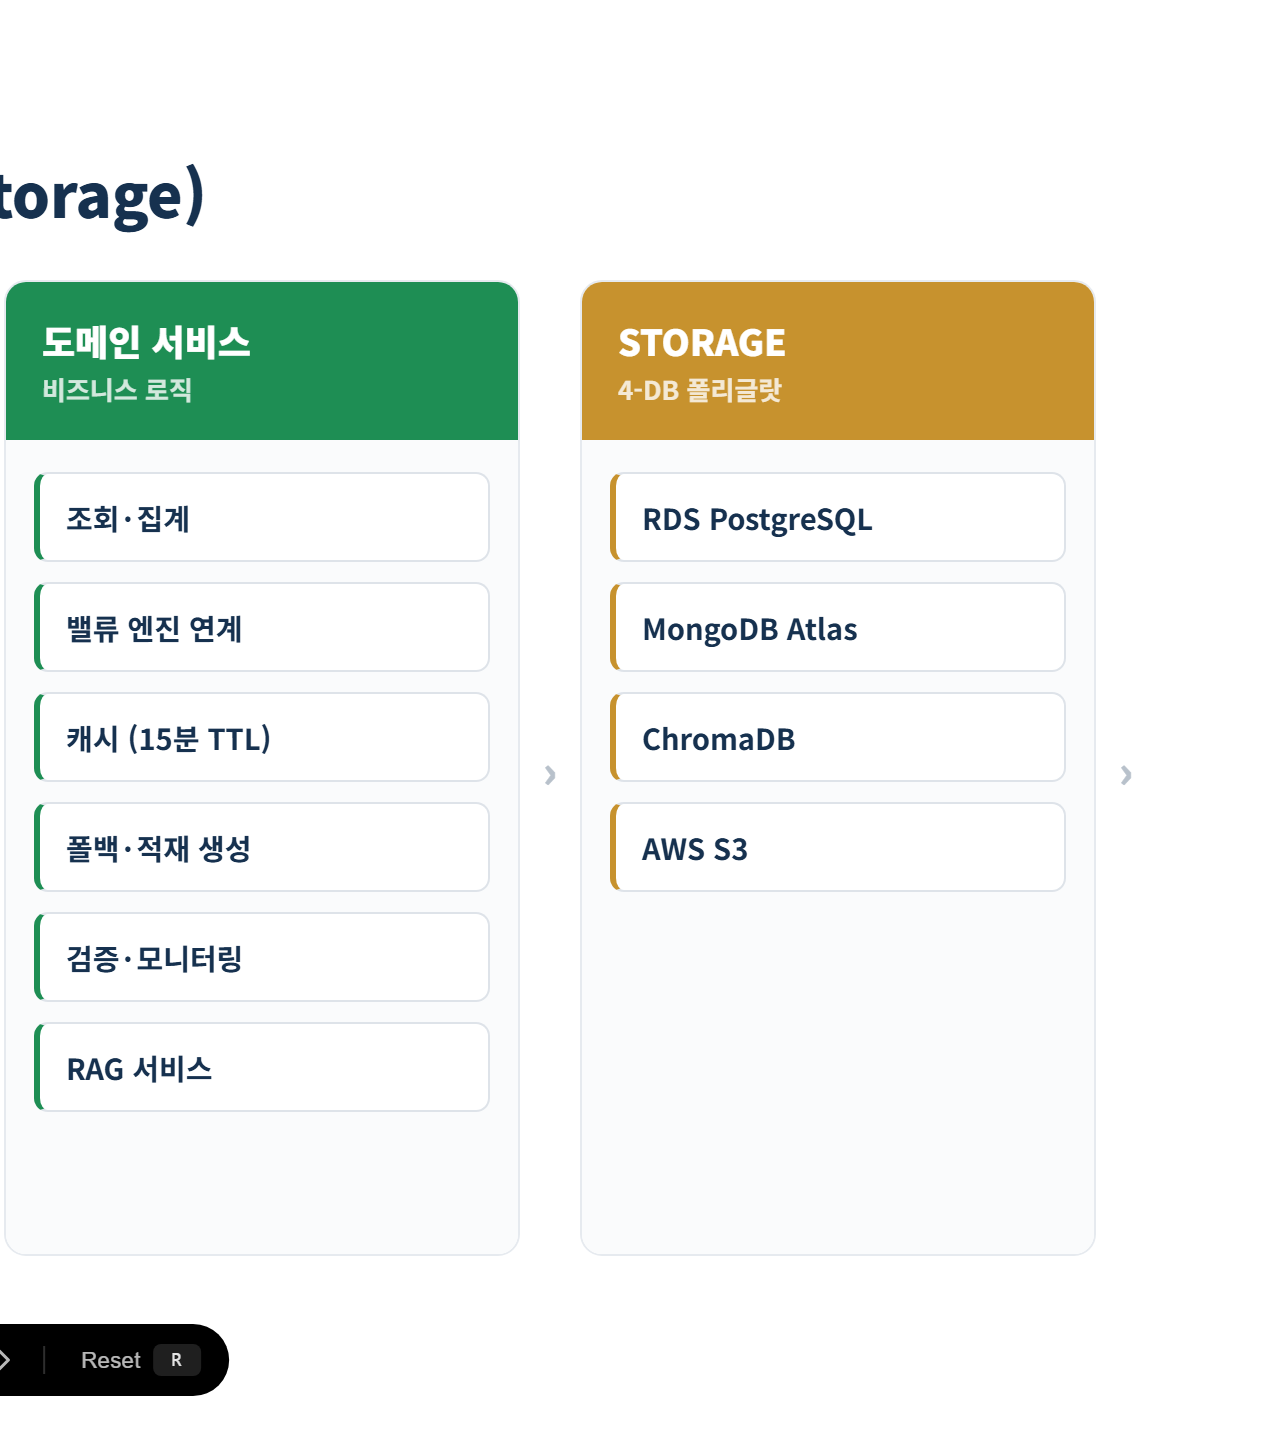 torage)
도메인 서비스
비즈니스 로직
조회·집계
밸류 엔진 연계
캐시 (15분 TTL)
폴백·적재 생성
검증·모니터링
RAG 서비스
›
STORAGE
4-DB 폴리글랏
RDS PostgreSQL
MongoDB Atlas
ChromaDB
AWS S3
›
Reset R